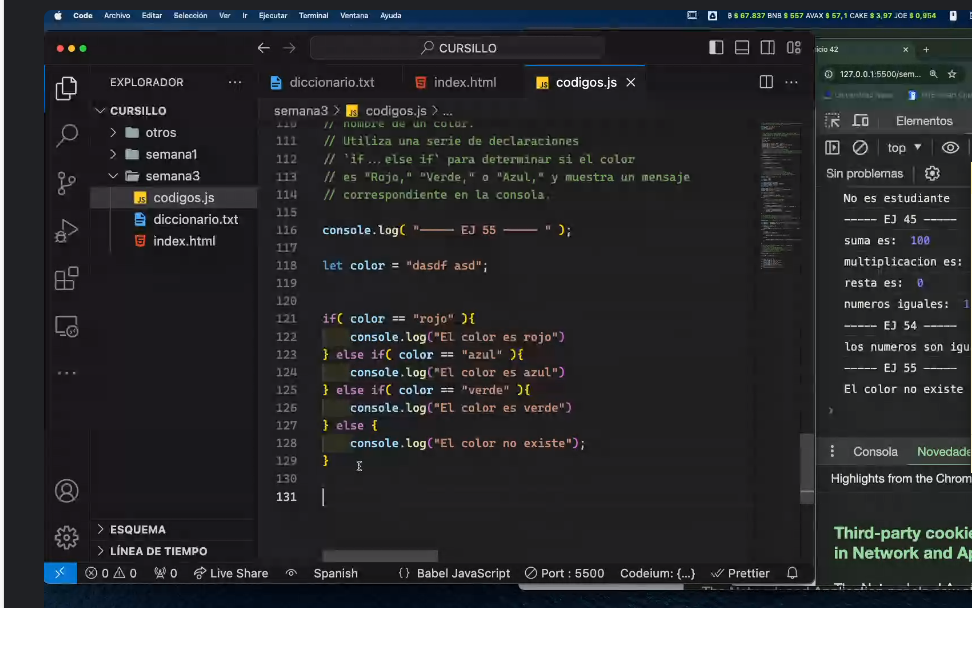 Code Archivo Editar Selección Ver Ir Ejecutar Terminal Ventana Ayuda
฿ $ 67.837 BNB $ 557 AVAX $ 57,1 CAKE $ 3,97 JOE $ 0,954
CURSILLO
EXPLORADOR
CURSILLO
otros
semana1
semana3
codigos.js
diccionario.txt
index.html
ESQUEMA
LÍNEA DE TIEMPO
diccionario.txt index.html codigos.js
semana3 > codigos.js > ...
110 // nombre de un color.
111 // Utiliza una serie de declaraciones
112 // `if...else if` para determinar si el color
113 // es "Rojo," "Verde," o "Azul," y muestra un mensaje
114 // correspondiente en la consola.
115
116 console.log( "—— EJ 55 —— " );
117
118 let color = "dasdf asd";
119
120
121 if( color == "rojo" ){
122 console.log("El color es rojo")
123 } else if( color == "azul" ){
124 console.log("El color es azul")
125 } else if( color == "verde" ){
126 console.log("El color es verde")
127 } else {
128 console.log("El color no existe");
129 }
130
131
0 0 0 Live Share Spanish {} Babel JavaScript Port : 5500 Codeium: {...} Prettier
icio 42
127.0.0.1:5500/sem...
Elementos
top
Sin problemas
No es estudiante
----- EJ 45 -----
suma es: 100
multiplicacion es:
resta es: 0
numeros iguales: 1
----- EJ 54 -----
los numeros son igu
----- EJ 55 -----
El color no existe
Consola Novedade
Highlights from the Chrom
Third-party cookie
in Network and Ap